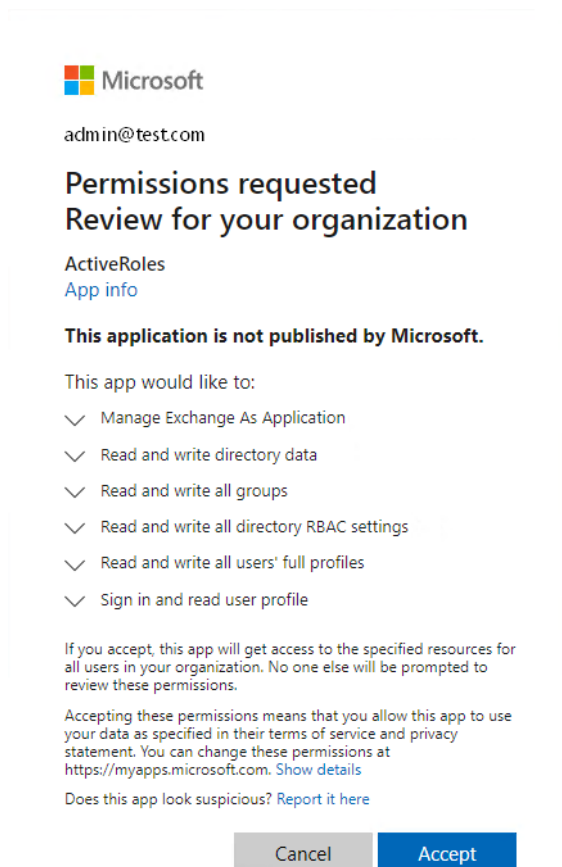 Microsoft
admin@test.com
Permissions requested
Review for your organization
ActiveRoles
App info
This application is not published by Microsoft.
This app would like to:
Manage Exchange As Application
Read and write directory data
Read and write all groups
Read and write all directory RBAC settings
Read and write all users' full profiles
Sign in and read user profile
If you accept, this app will get access to the specified resources for
all users in your organization. No one else will be prompted to
review these permissions.
Accepting these permissions means that you allow this app to use
your data as specified in their terms of service and privacy
statement. You can change these permissions at
https://myapps.microsoft.com. Show details
Does this app look suspicious? Report it here
Cancel Accept